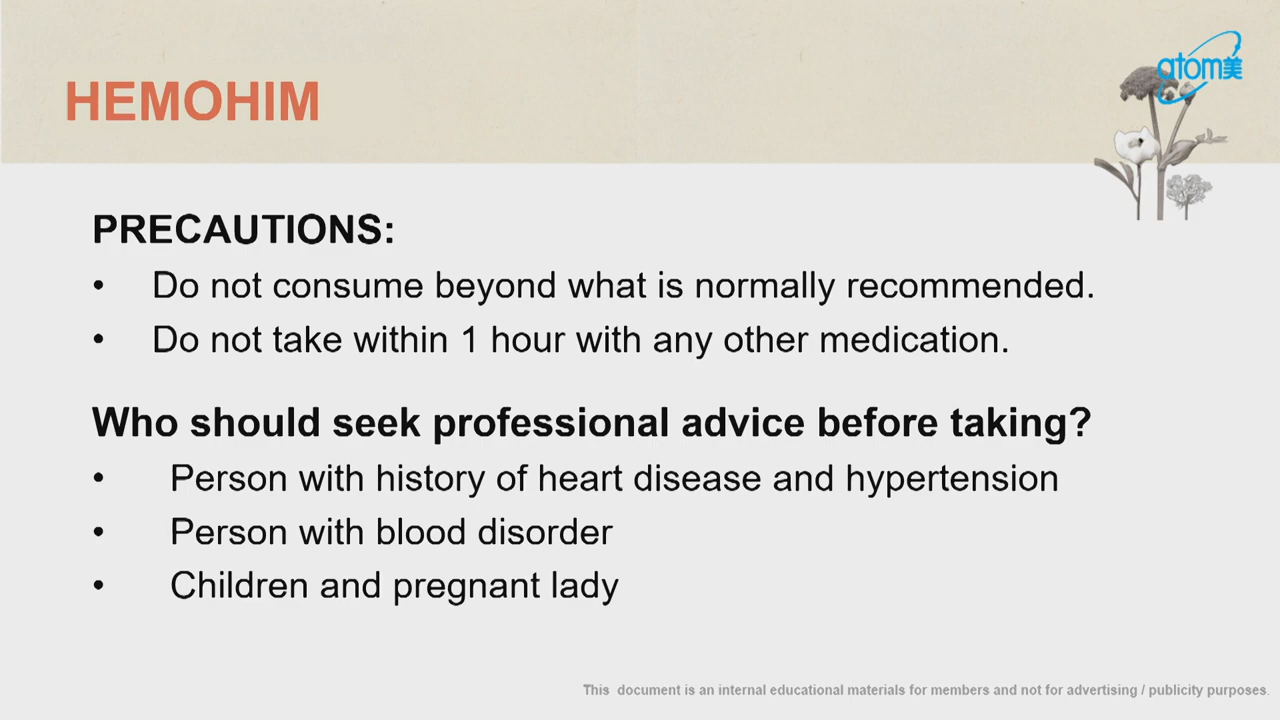 atom美
HEMOHIM
PRECAUTIONS:
• Do not consume beyond what is normally recommended.
• Do not take within 1 hour with any other medication.
Who should seek professional advice before taking?
• Person with history of heart disease and hypertension
• Person with blood disorder
• Children and pregnant lady
This document is an internal educational materials for members and not for advertising / publicity purposes.